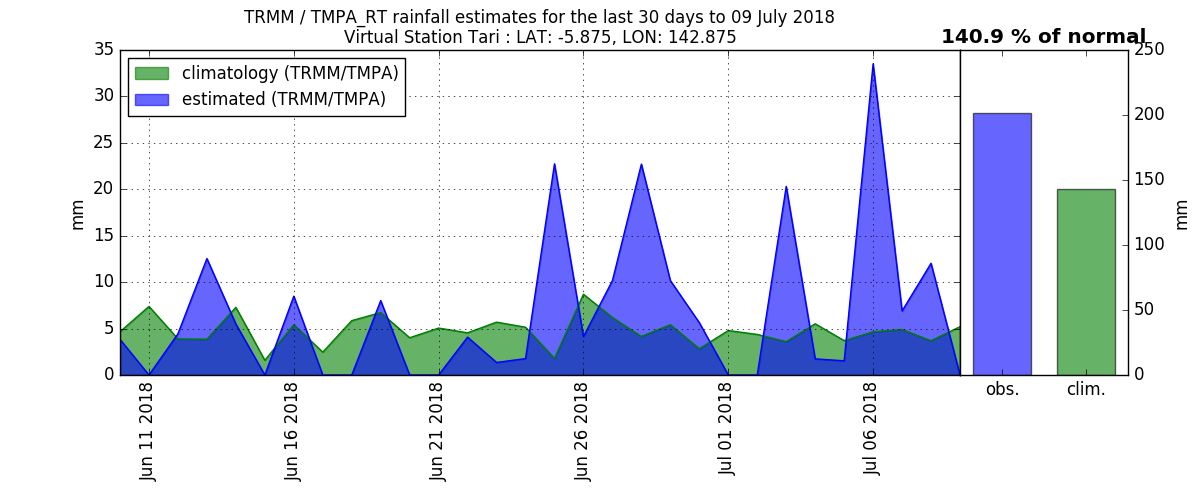 TRMM / TMPA_RT rainfall estimates for the last 30 days to 09 July 2018
Virtual Station Tari : LAT: -5.875, LON: 142.875
140.9 % of normal
climatology (TRMM/TMPA)
estimated (TRMM/TMPA)
mm
35
30
25
20
15
10
5
0
Jun 11 2018
Jun 16 2018
Jun 21 2018
Jun 26 2018
Jul 01 2018
Jul 06 2018
250
200
150
100
50
0
mm
obs.
clim.